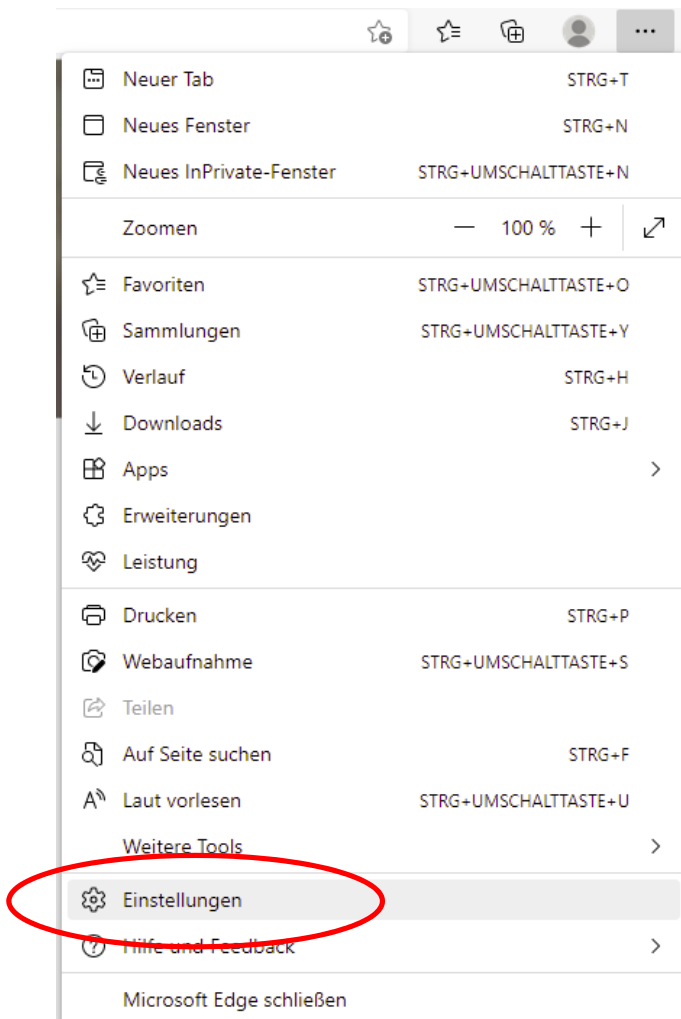 Neuer Tab STRG+T
Neues Fenster STRG+N
Neues InPrivate-Fenster STRG+UMSCHALTTASTE+N
Zoomen — 100 % +
Favoriten STRG+UMSCHALTTASTE+O
Sammlungen STRG+UMSCHALTTASTE+Y
Verlauf STRG+H
Downloads STRG+J
Apps
Erweiterungen
Leistung
Drucken STRG+P
Webaufnahme STRG+UMSCHALTTASTE+S
Teilen
Auf Seite suchen STRG+F
Laut vorlesen STRG+UMSCHALTTASTE+U
Weitere Tools
Einstellungen
Hilfe und Feedback
Microsoft Edge schließen